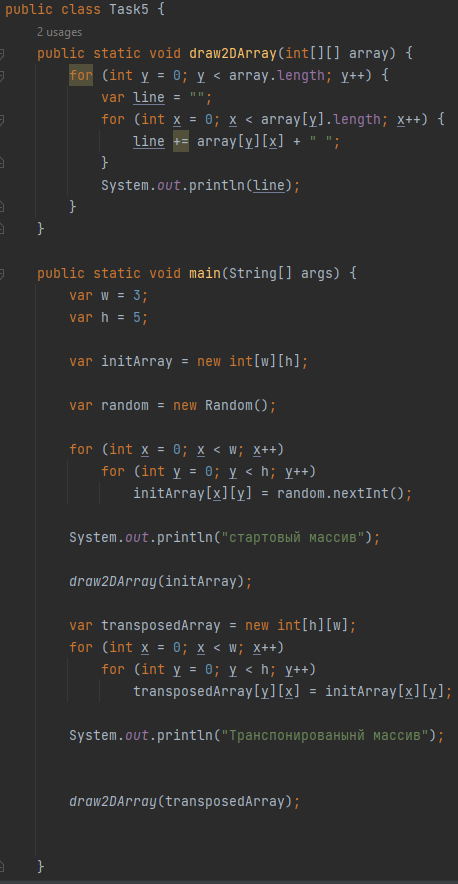 public class Task5 {
2 usages
public static void draw2DArray(int[][] array) {
for (int y = 0; y < array.length; y++) {
var line = "";
for (int x = 0; x < array[y].length; x++) {
line += array[y][x] + " ";
}
System.out.println(line);
}
}
public static void main(String[] args) {
var w = 3;
var h = 5;
var initArray = new int[w][h];
var random = new Random();
for (int x = 0; x < w; x++)
for (int y = 0; y < h; y++)
initArray[x][y] = random.nextInt();
System.out.println("стартовый массив");
draw2DArray(initArray);
var transposedArray = new int[h][w];
for (int x = 0; x < w; x++)
for (int y = 0; y < h; y++)
transposedArray[y][x] = initArray[x][y];
System.out.println("Транспонированынй массив");
draw2DArray(transposedArray);
}